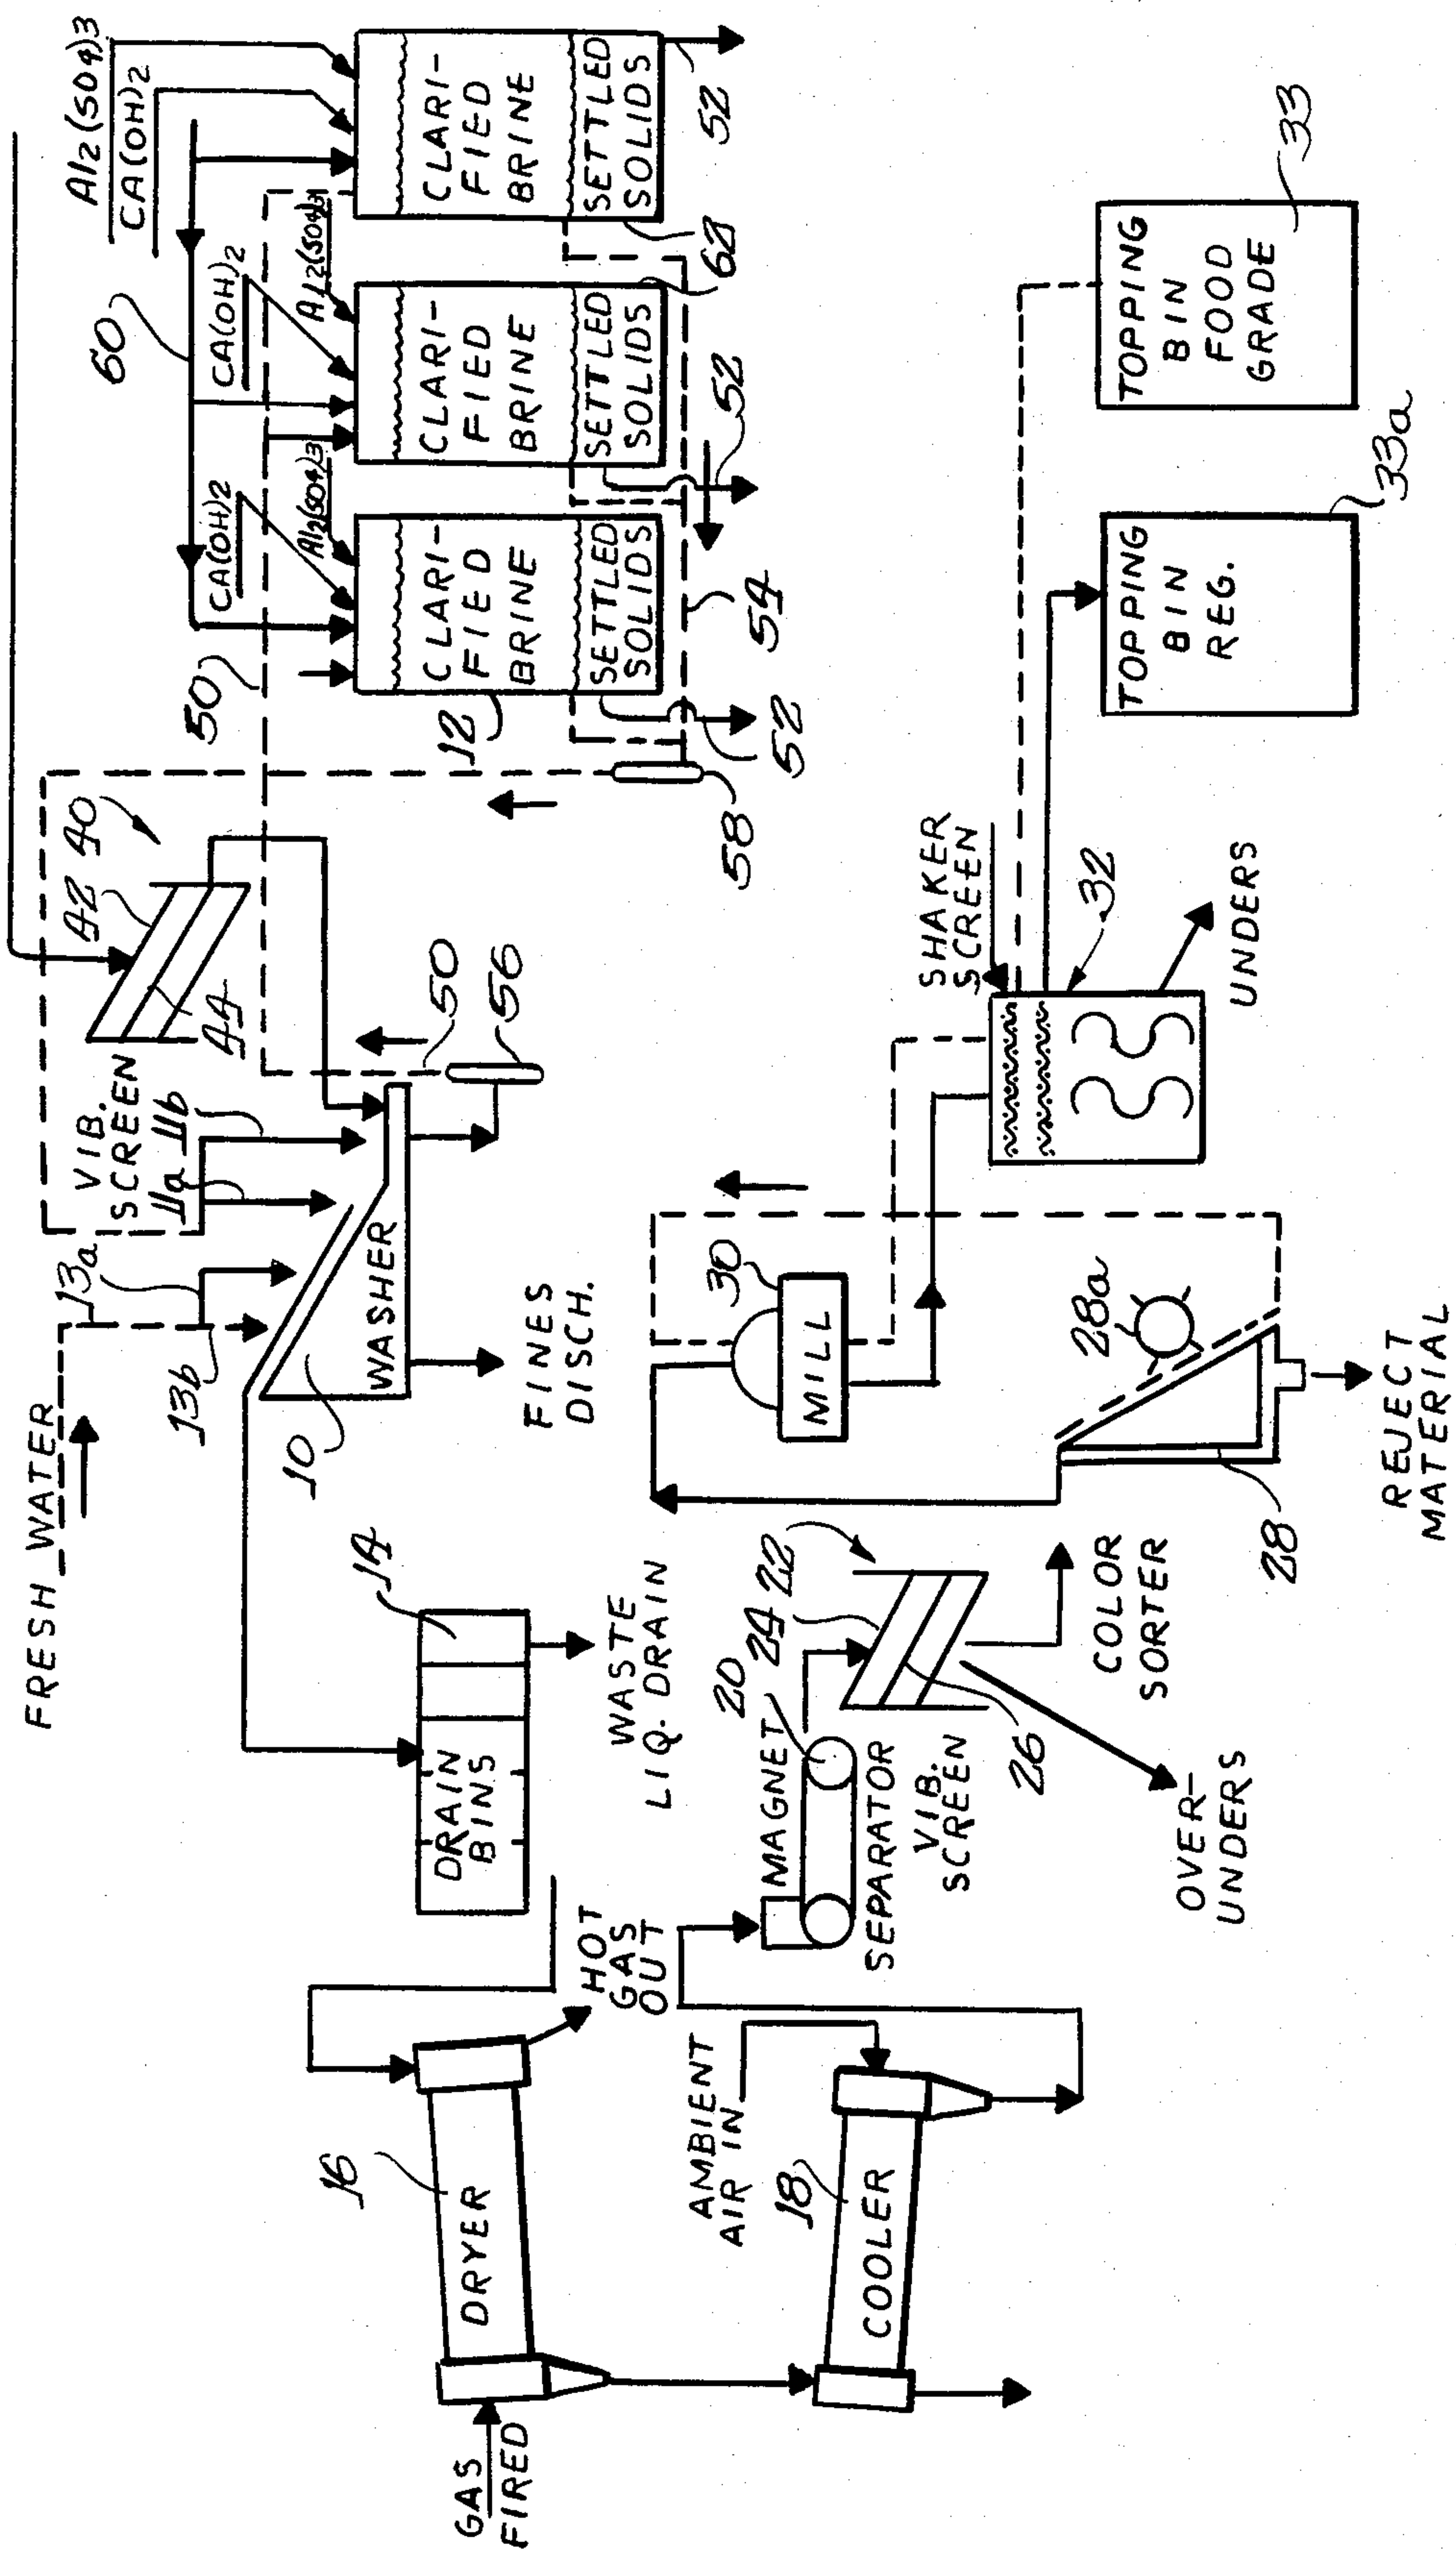 FRESH WATER
13a
13b
VIB.
SCREEN
11a
11b
42
40
44
60
Al2(SO4)3
CA(OH)2
CA(OH)2
Al2(SO4)3
CA(OH)2
Al2(SO4)3
50
10
WASHER
FINES
DISCH.
50
56
58
12
CLARI-
FIED
BRINE
SETTLED
SOLIDS
CLARI-
FIED
BRINE
SETTLED
SOLIDS
CLARI-
FIED
BRINE
SETTLED
SOLIDS
62
52
52
52
54
GAS
FIRED
16
DRYER
HOT
GAS
OUT
DRAIN
BINS
14
WASTE
LIQ. DRAIN
AMBIENT
AIR IN
18
COOLER
MAGNET
SEPARATOR
20
24
22
26
VIB.
SCREEN
OVER-
UNDERS
COLOR
SORTER
30
MILL
28a
28
REJECT
MATERIAL
SHAKER
SCREEN
32
UNDERS
TOPPING
BIN
REG.
33a
TOPPING
BIN
FOOD
GRADE
33